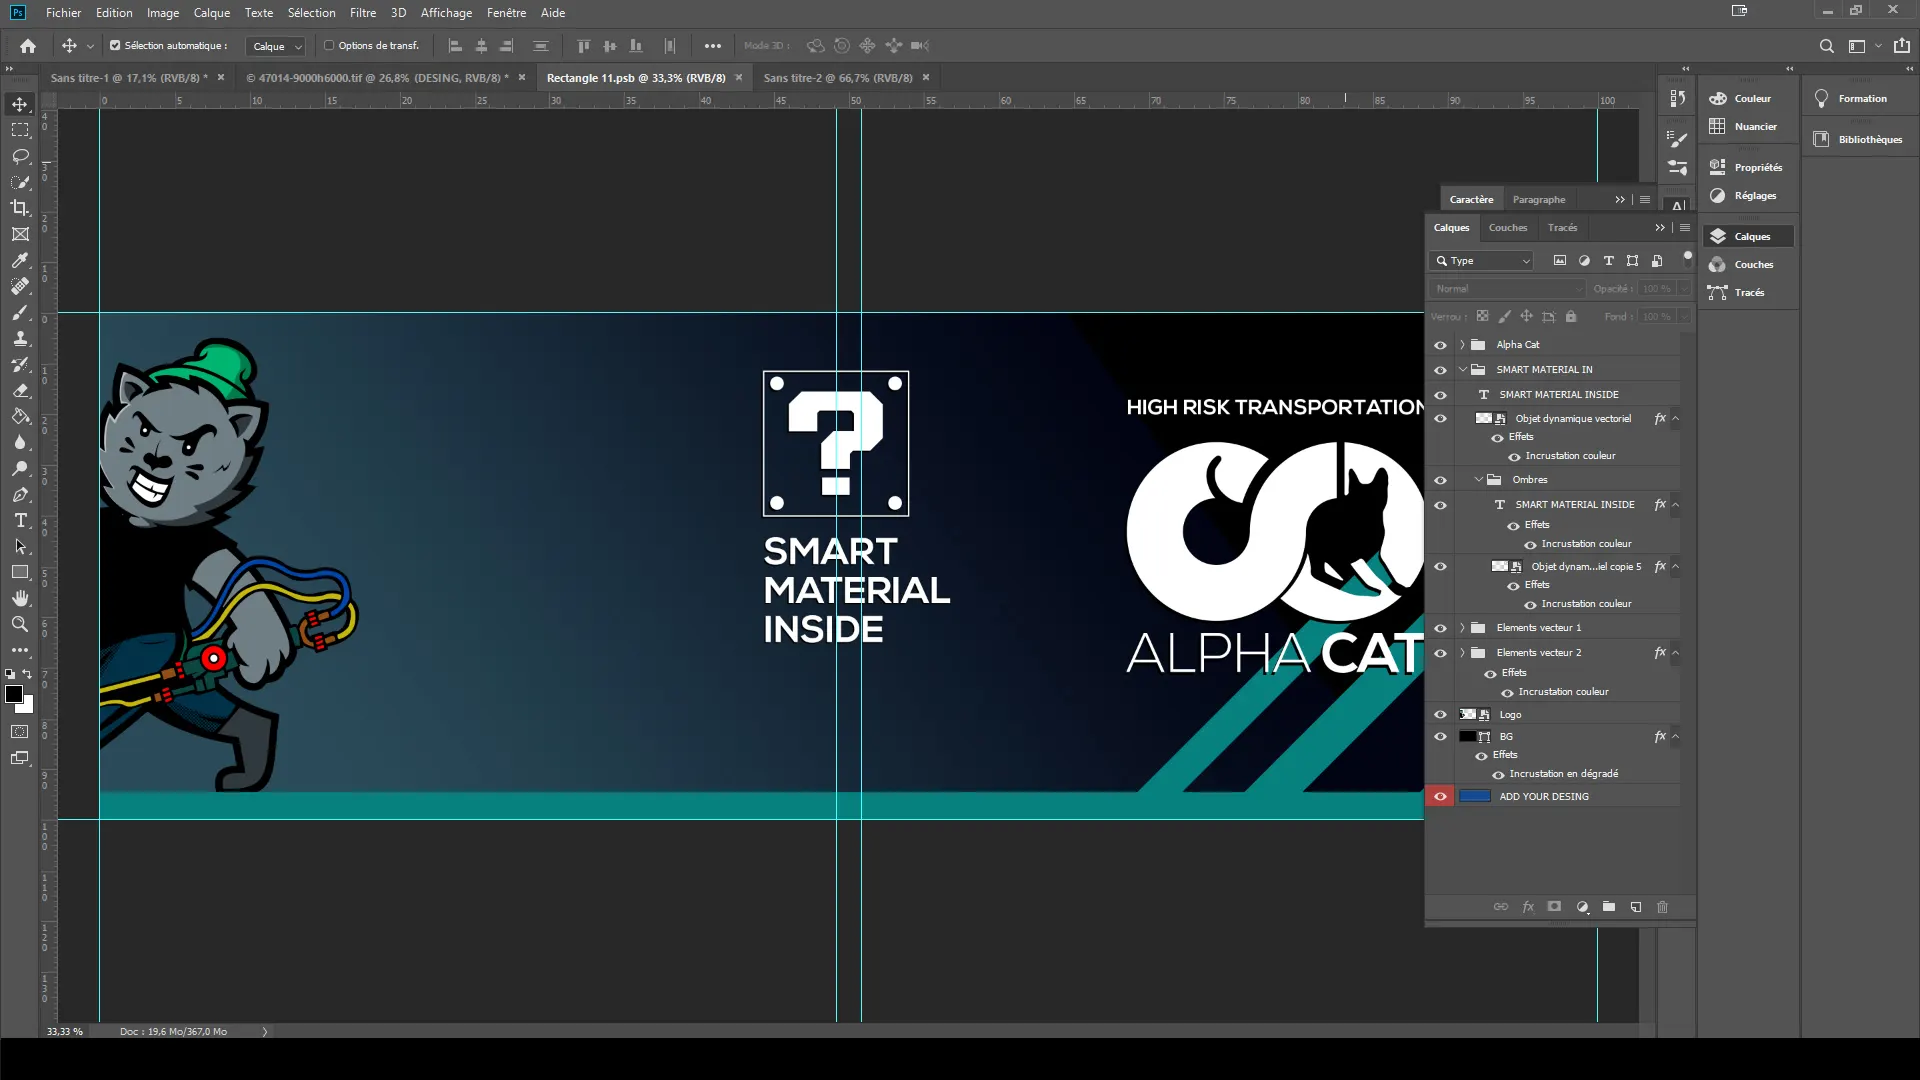 Ps Fichier Edition Image Calque Texte Sélection Filtre 3D Affichage Fenêtre Aide
Sélection automatique : Calque Options de transf. Mode 3D :
Sans titre-1 @ 17,1% (RVB/8) * © 47014-9000h6000.tif @ 26,8% (DESING, RVB/8) * Rectangle 11.psb @ 33,3% (RVB/8) Sans titre-2 @ 66,7% (RVB/8)
0 5 10 15 20 25 30 35 40 45 50 55 60 65 70 75 80 85 90 95 100
Couleur
Nuancier
Propriétés
Réglages
Calques
Couches
Tracés
Formation
Bibliothèques
Caractère Paragraphe
Calques Couches Tracés
Type
Normal Opacité : 100 %
Verrou : Fond : 100 %
Alpha Cat
SMART MATERIAL IN
SMART MATERIAL INSIDE
Objet dynamique vectoriel fx
Effets
Incrustation couleur
Ombres
SMART MATERIAL INSIDE fx
Effets
Incrustation couleur
Objet dynam...iel copie 5 fx
Effets
Incrustation couleur
Elements vecteur 1
Elements vecteur 2 fx
Effets
Incrustation couleur
Logo
BG fx
Effets
Incrustation en dégradé
ADD YOUR DESING
?
SMART
MATERIAL
INSIDE
HIGH RISK TRANSPORTATION
ALPHA CAT
33,33 % Doc : 19,6 Mo/367,0 Mo